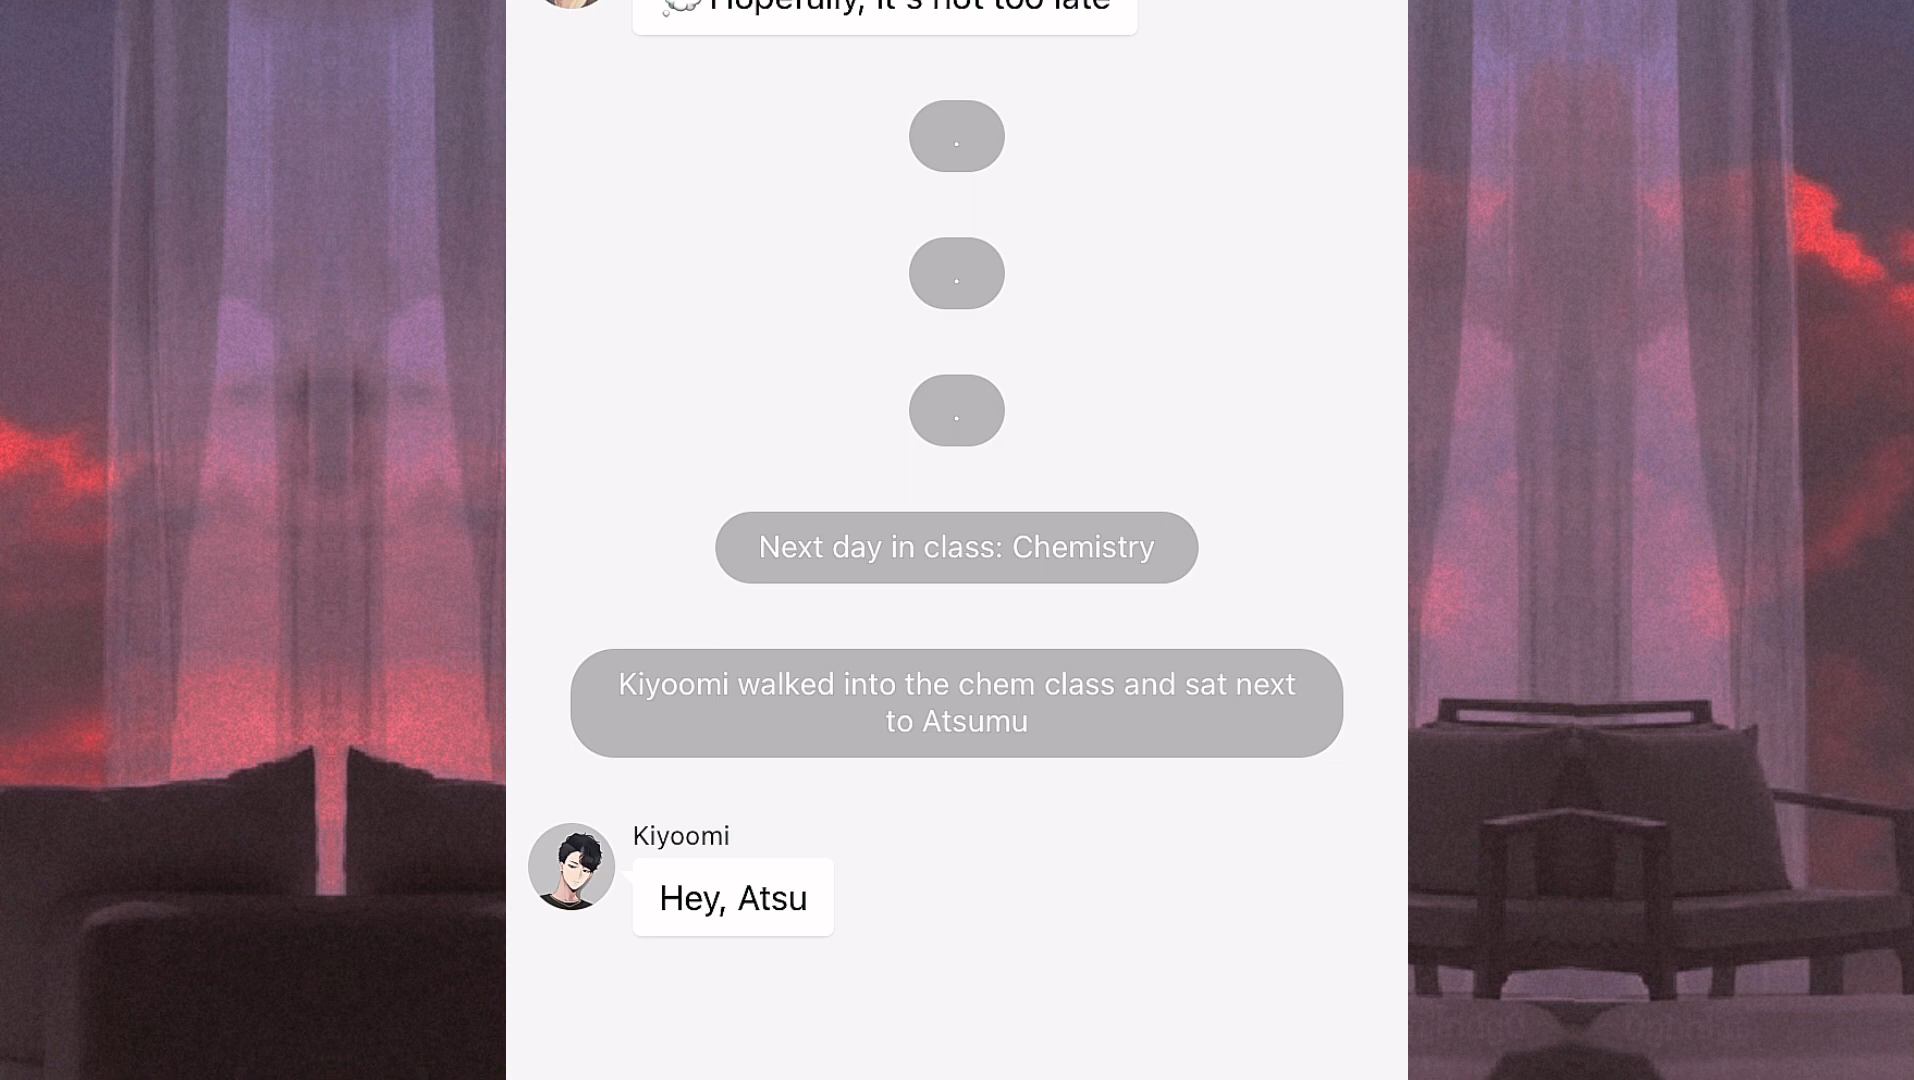 Hopefully, it's not too late
.
.
.
Next day in class: Chemistry
Kiyoomi walked into the chem class and sat next
to Atsumu
Kiyoomi
Hey, Atsu